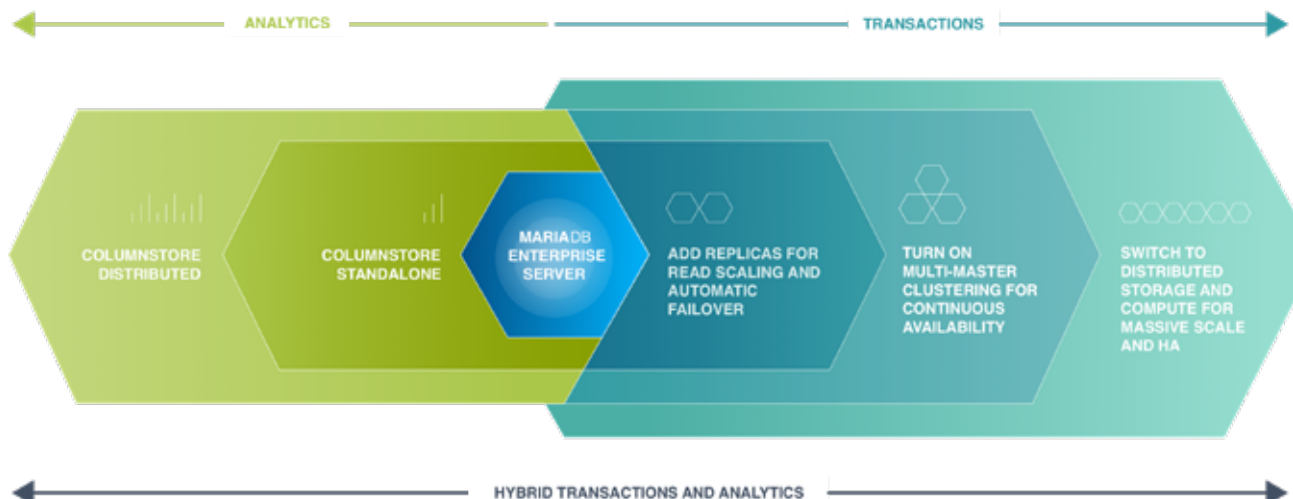 ANALYTICS
TRANSACTIONS
COLUMNSTORE
DISTRIBUTED
COLUMNSTORE
STANDALONE
MARIADB
ENTERPRISE
SERVER
ADD REPLICAS FOR
READ SCALING AND
AUTOMATIC
FAILOVER
TURN ON
MULTI-MASTER
CLUSTERING FOR
CONTINUOUS
AVAILABILITY
SWITCH TO
DISTRIBUTED
STORAGE AND
COMPUTE FOR
MASSIVE SCALE
AND HA
HYBRID TRANSACTIONS AND ANALYTICS